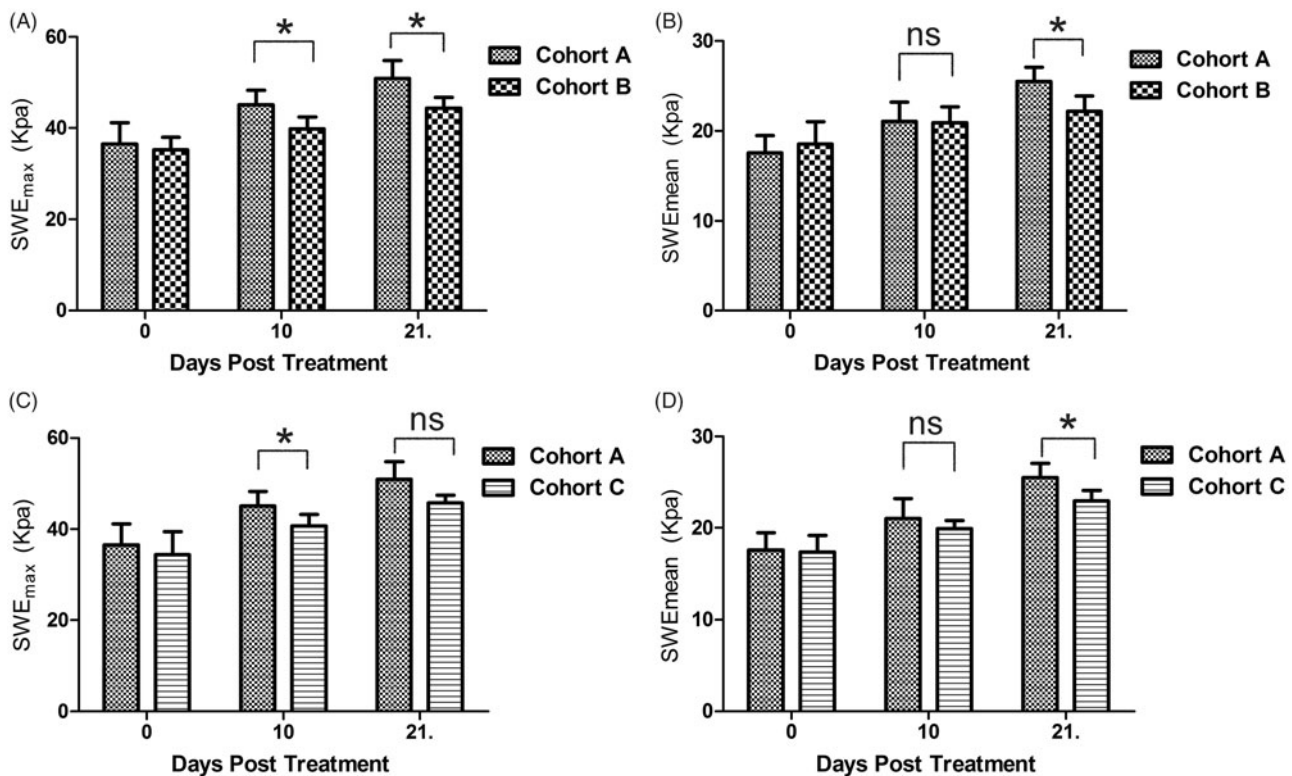 (A)
* *
60
40
20
0
SWEmax (Kpa)
Cohort A
Cohort B
0 10 21.
Days Post Treatment
(B)
ns *
30
20
10
0
SWEmean (Kpa)
Cohort A
Cohort B
0 10 21.
Days Post Treatment
(C)
* ns
60
40
20
0
SWEmax (Kpa)
Cohort A
Cohort C
0 10 21.
Days Post Treatment
(D)
ns *
30
20
10
0
SWEmean (Kpa)
Cohort A
Cohort C
0 10 21.
Days Post Treatment